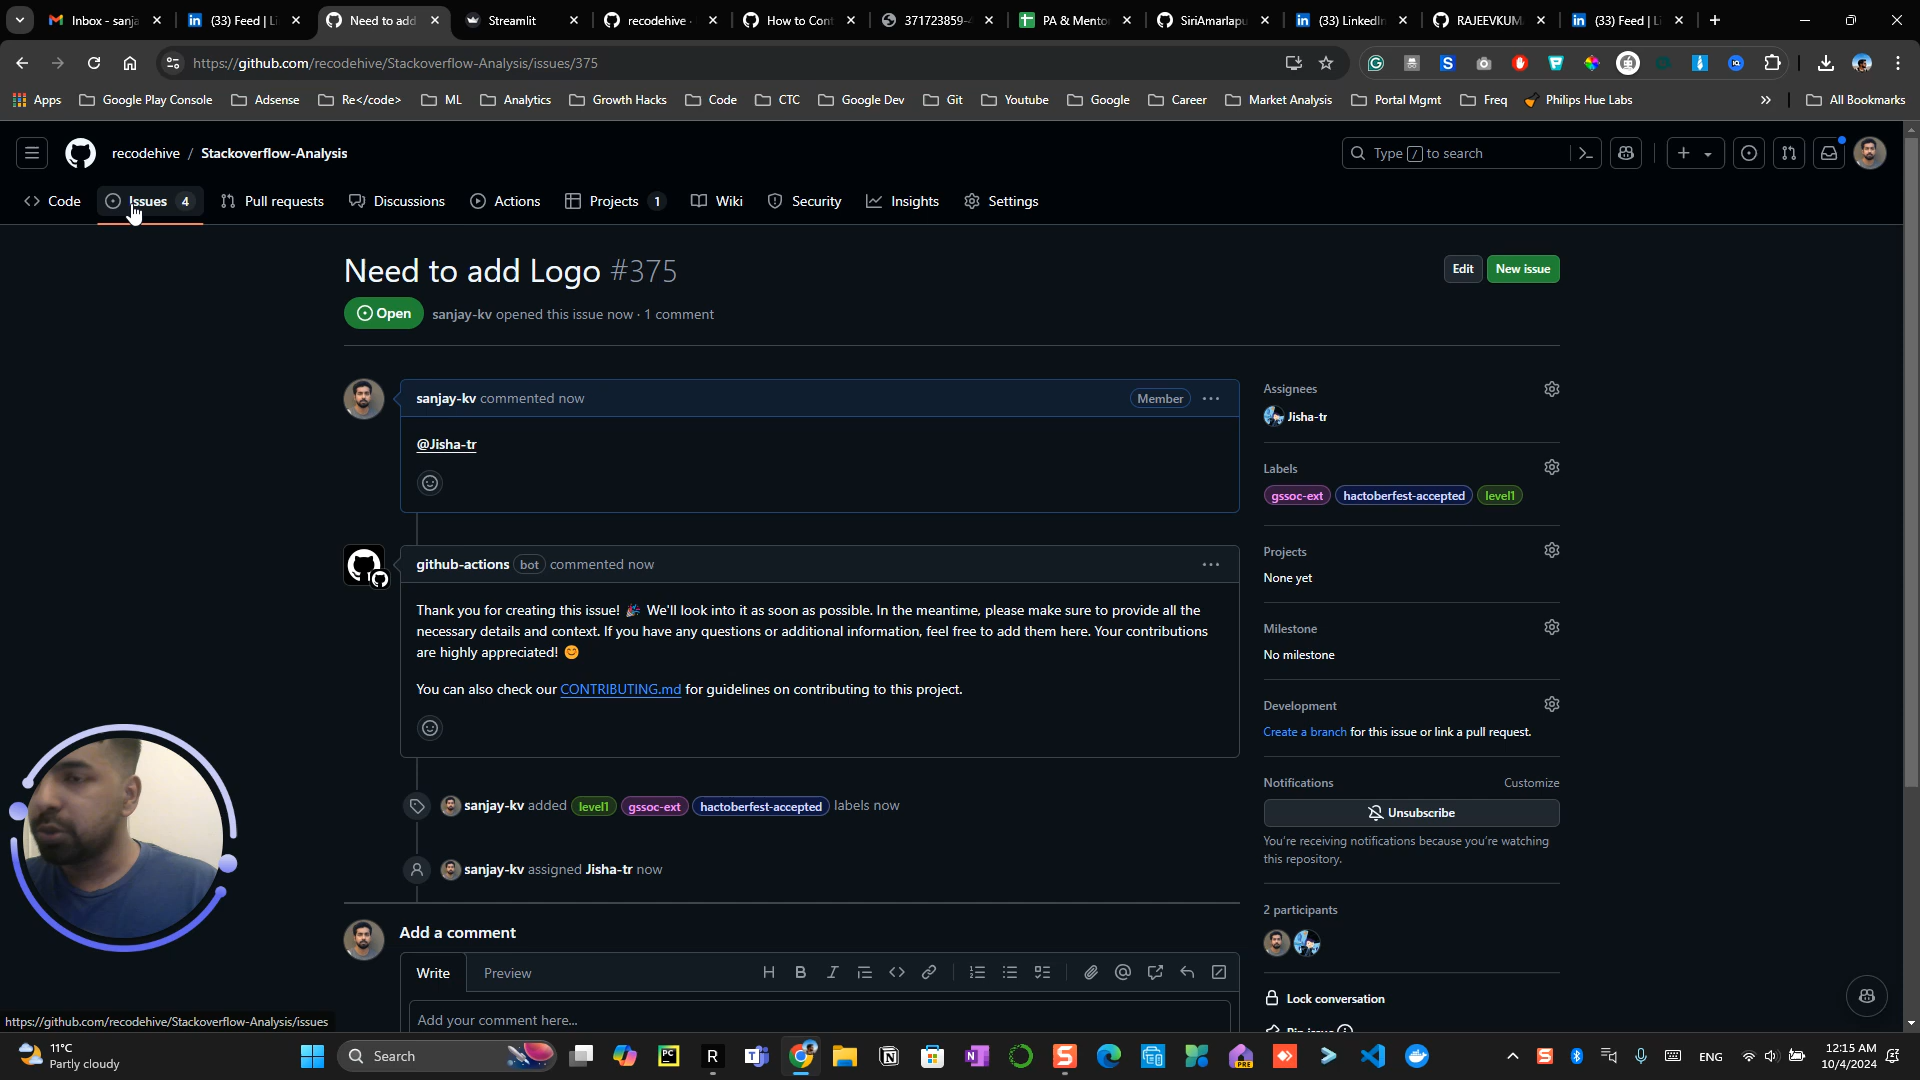 Inbox - sanja
(33) Feed | Li
Need to add
Streamlit
recodehive
How to Cont
371723859-
PA & Mento
SiriAmarlapu
(33) LinkedIn
RAJEEVKUM
(33) Feed | Li
https://github.com/recodehive/Stackoverflow-Analysis/issues/375
Apps
Google Play Console
Adsense
Re</code>
ML
Analytics
Growth Hacks
Code
CTC
Google Dev
Git
Youtube
Google
Career
Market Analysis
Portal Mgmt
Freq
Philips Hue Labs
All Bookmarks
recodehive / Stackoverflow-Analysis
Type / to search
Code
Issues 4
Pull requests
Discussions
Actions
Projects 1
Wiki
Security
Insights
Settings
Need to add Logo #375
Edit
New issue
Open
sanjay-kv opened this issue now · 1 comment
sanjay-kv commented now
Member
@Jisha-tr
github-actions bot commented now
Thank you for creating this issue! 🎉 We'll look into it as soon as possible. In the meantime, please make sure to provide all the
necessary details and context. If you have any questions or additional information, feel free to add them here. Your contributions
are highly appreciated! 😊
You can also check our CONTRIBUTING.md for guidelines on contributing to this project.
sanjay-kv added level1 gssoc-ext hactoberfest-accepted labels now
sanjay-kv assigned Jisha-tr now
Add a comment
Write
Preview
Add your comment here...
Assignees
Jisha-tr
Labels
gssoc-ext
hactoberfest-accepted
level1
Projects
None yet
Milestone
No milestone
Development
Create a branch for this issue or link a pull request.
Notifications
Customize
Unsubscribe
You're receiving notifications because you're watching
this repository.
2 participants
Lock conversation
Pin issue
https://github.com/recodehive/Stackoverflow-Analysis/issues
11°C
Partly cloudy
Search
ENG
12:15 AM
10/4/2024